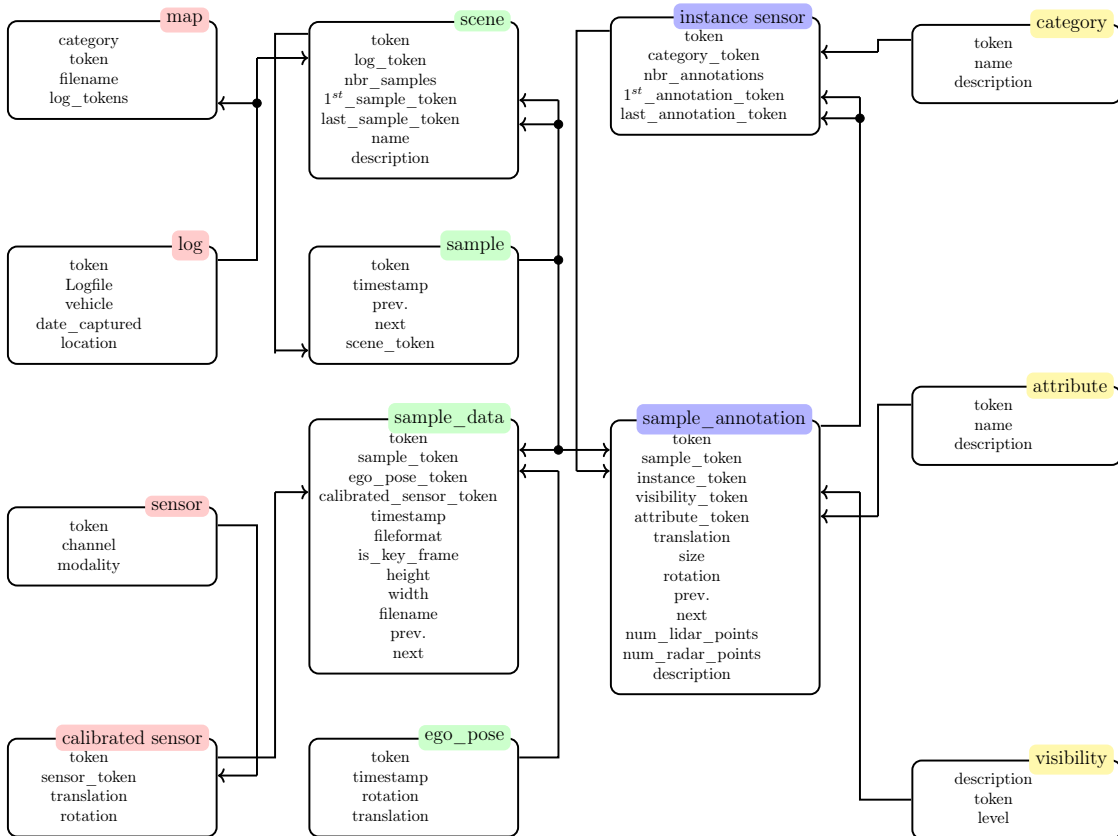 map
category
token
filename
log_tokens
scene
token
log_token
nbr_samples
1st_sample_token
last_sample_token
name
description
instance sensor
token
category_token
nbr_annotations
1st_annotation_token
last_annotation_token
category
token
name
description
log
token
Logfile
vehicle
date_captured
location
sample
token
timestamp
prev.
next
scene_token
attribute
token
name
description
sample_data
token
sample_token
ego_pose_token
calibrated_sensor_token
timestamp
fileformat
is_key_frame
height
width
filename
prev.
next
sample_annotation
token
sample_token
instance_token
visibility_token
attribute_token
translation
size
rotation
prev.
next
num_lidar_points
num_radar_points
description
sensor
token
channel
modality
calibrated sensor
token
sensor_token
translation
rotation
ego_pose
token
timestamp
rotation
translation
visibility
description
token
level